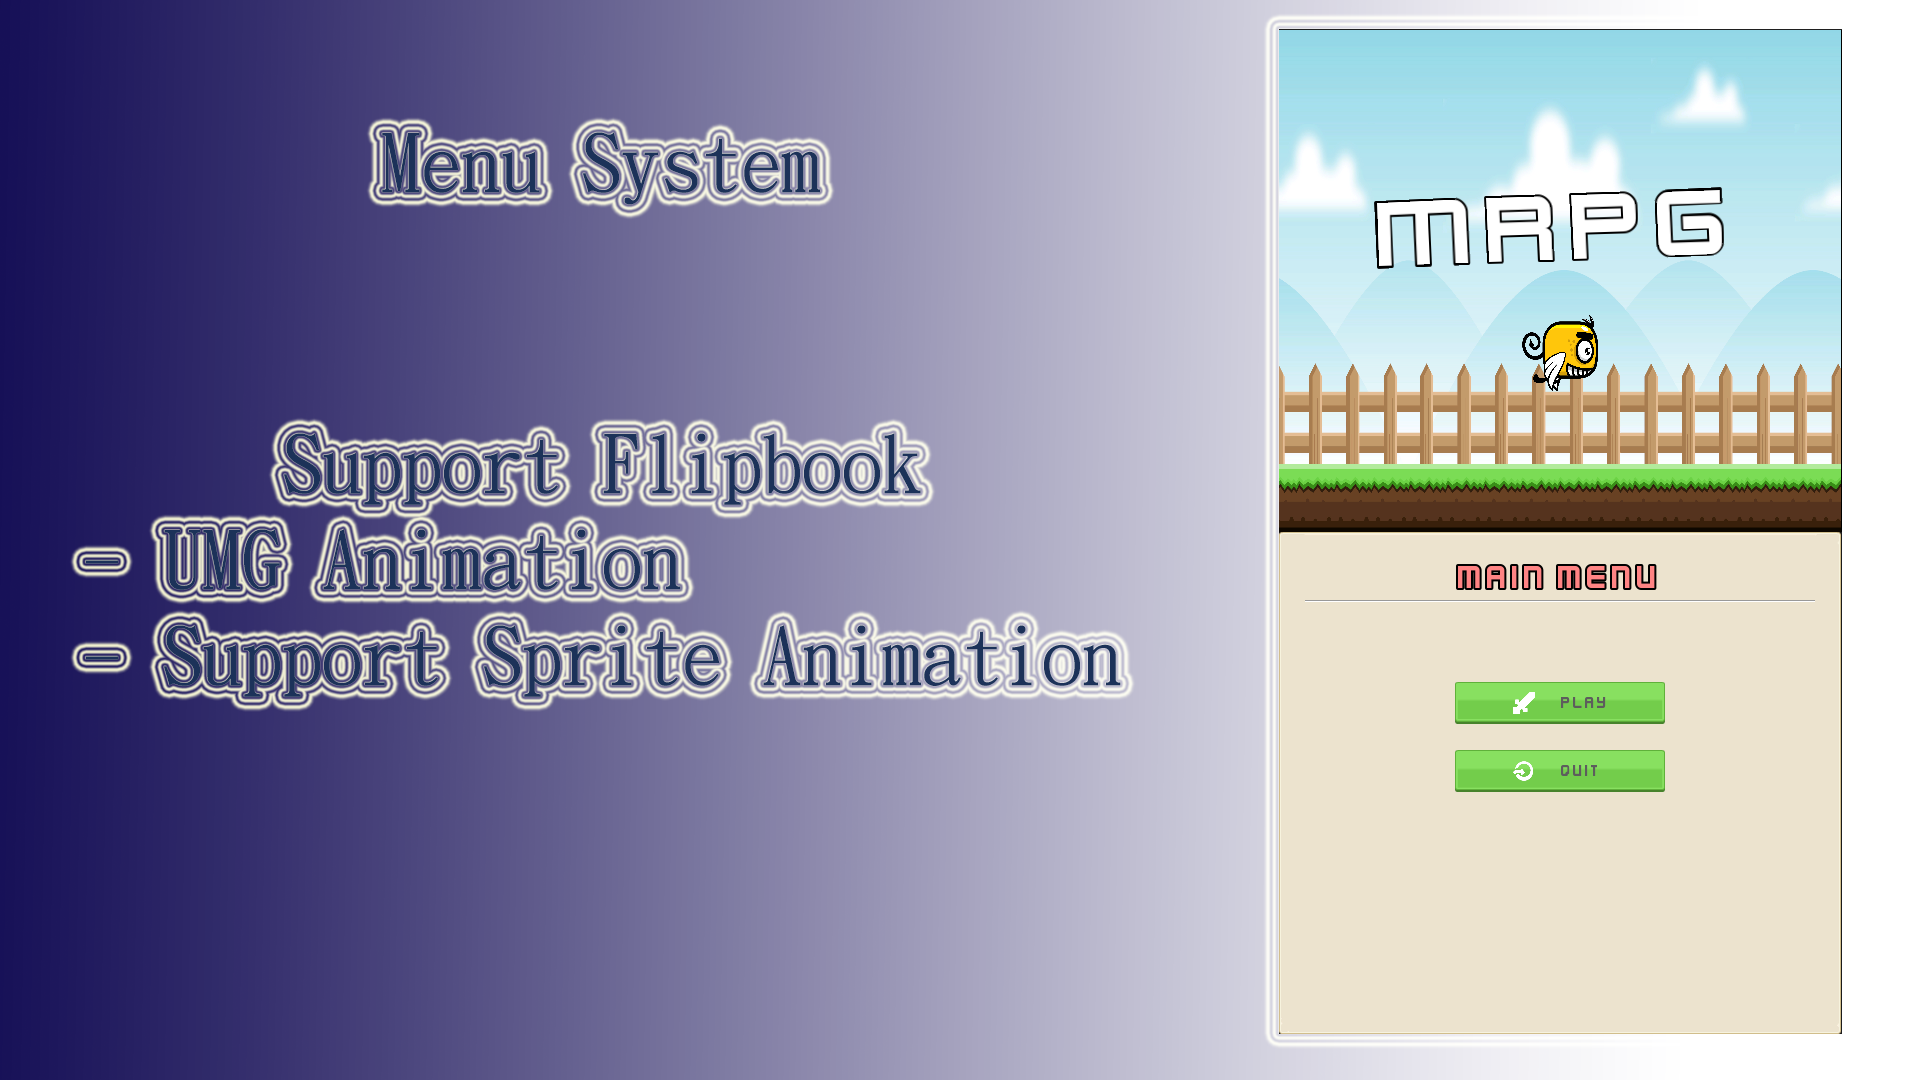 Menu System
Support Flipbook
- UMG Animation
- Support Sprite Animation
MRPG
MAIN MENU
PLAY
QUIT